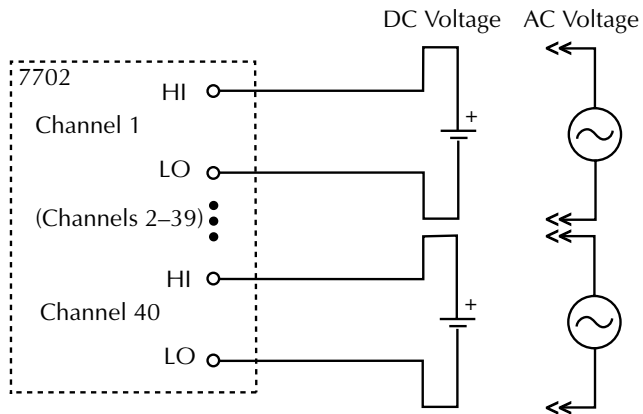 DC Voltage
AC Voltage
7702
HI
Channel 1
+
LO
(Channels 2–39)
HI
+
Channel 40
LO